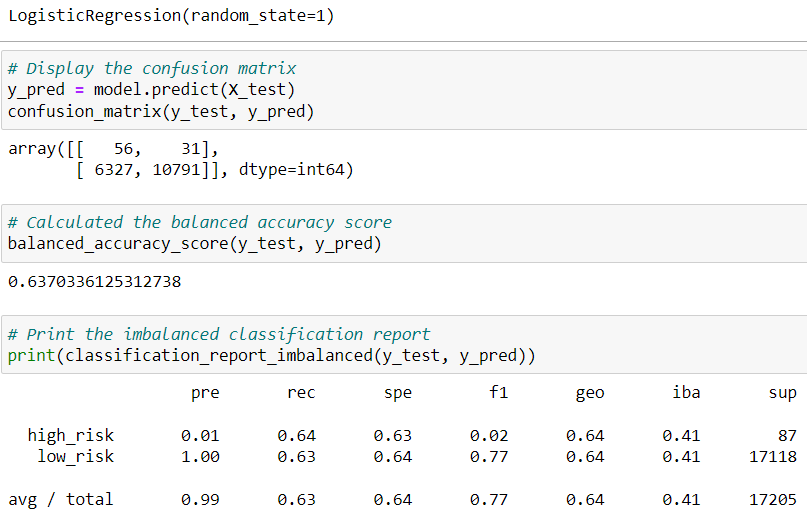 LogisticRegression(random_state=1)
# Display the confusion matrix
y_pred = model.predict(X_test)
confusion_matrix(y_test, y_pred)
array([[   56,    31],
       [ 6327, 10791]], dtype=int64)
# Calculated the balanced accuracy score
balanced_accuracy_score(y_test, y_pred)
0.6370336125312738
# Print the imbalanced classification report
print(classification_report_imbalanced(y_test, y_pred))
pre rec spe f1 geo iba sup
high_risk 0.01 0.64 0.63 0.02 0.64 0.41 87
low_risk 1.00 0.63 0.64 0.77 0.64 0.41 17118
avg / total 0.99 0.63 0.64 0.77 0.64 0.41 17205